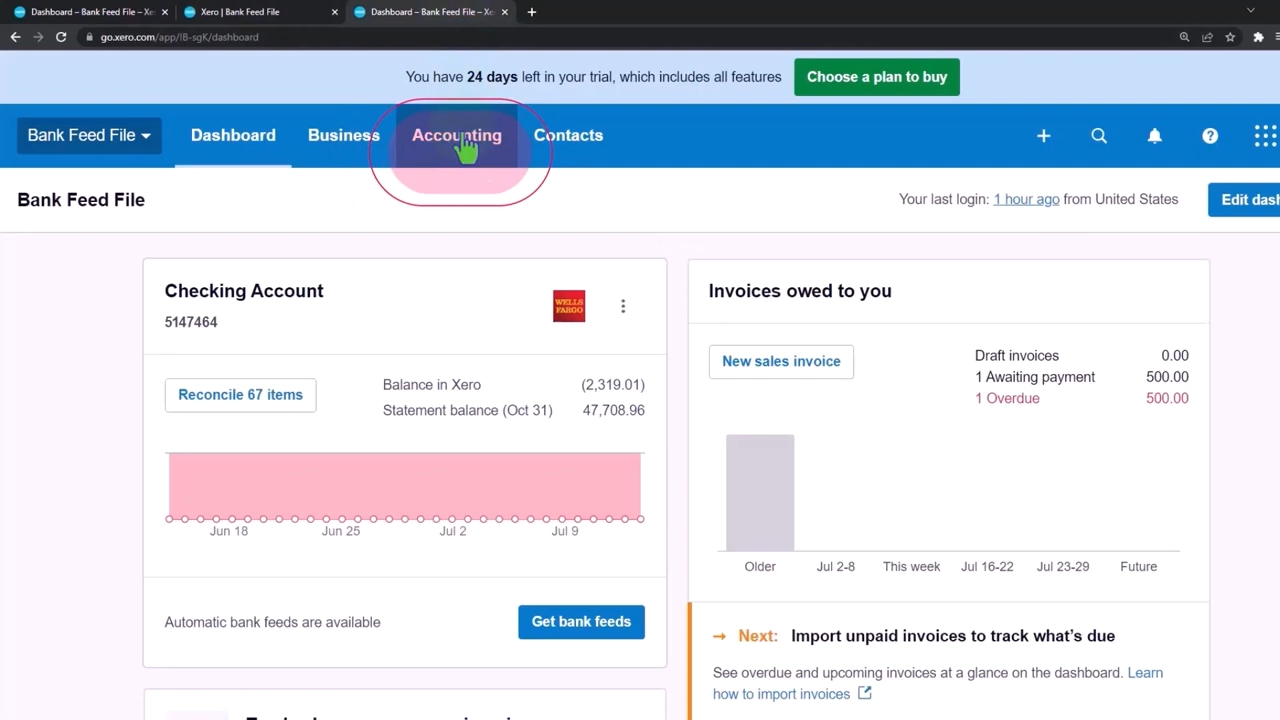 Dashboard – Bank Feed File – Xe
Xero | Bank Feed File
Dashboard – Bank Feed File – Xe
go.xero.com/app/!B-sgK/dashboard
You have 24 days left in your trial, which includes all features
Choose a plan to buy
Bank Feed File
Dashboard
Business
Accounting
Contacts
Bank Feed File
Your last login: 1 hour ago from United States
Edit dash
Checking Account
5147464
WELLS
FARGO
Reconcile 67 items
Balance in Xero (2,319.01)
Statement balance (Oct 31) 47,708.96
Jun 18 Jun 25 Jul 2 Jul 9
Automatic bank feeds are available
Get bank feeds
Invoices owed to you
New sales invoice
Draft invoices 0.00
1 Awaiting payment 500.00
1 Overdue 500.00
Older Jul 2-8 This week Jul 16-22 Jul 23-29 Future
→ Next: Import unpaid invoices to track what's due
See overdue and upcoming invoices at a glance on the dashboard. Learn
how to import invoices